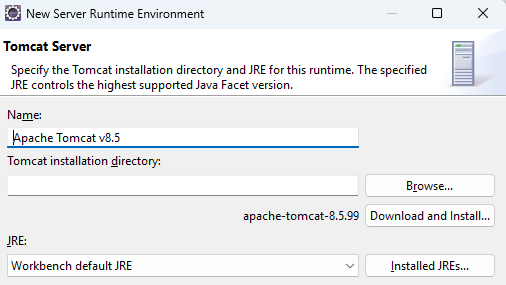 New Server Runtime Environment
Tomcat Server
Specify the Tomcat installation directory and JRE for this runtime. The specified
JRE controls the highest supported Java Facet version.
Name:
Apache Tomcat v8.5
Tomcat installation directory:
Browse...
apache-tomcat-8.5.99 Download and Install...
JRE:
Workbench default JRE Installed JREs...